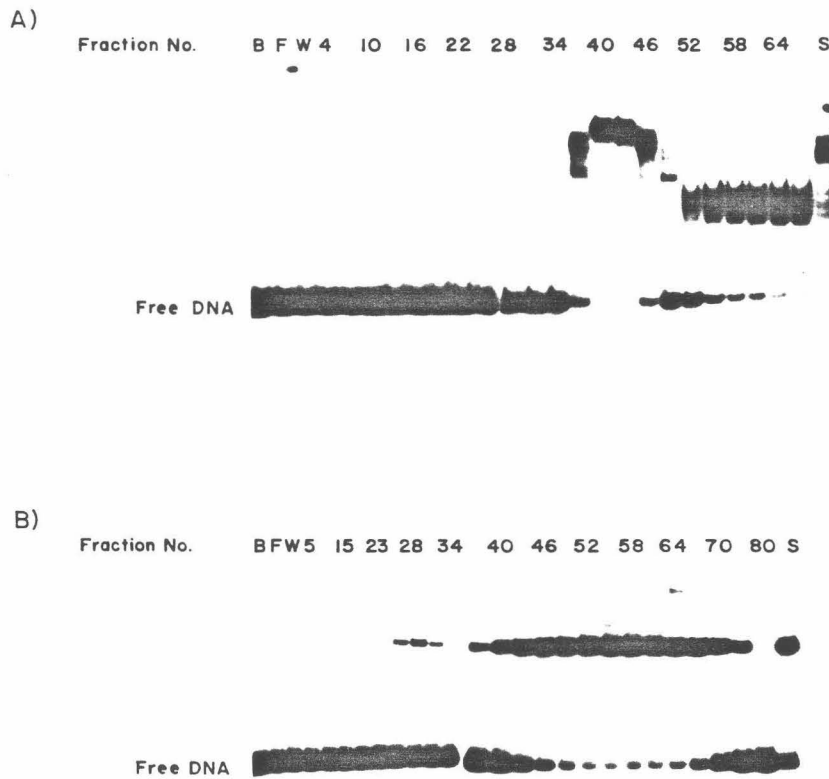 A)
Fraction No. B F W 4 10 16 22 28 34 40 46 52 58 64 S
Free DNA
B)
Fraction No. B F W 5 15 23 28 34 40 46 52 58 64 70 80 S
Free DNA